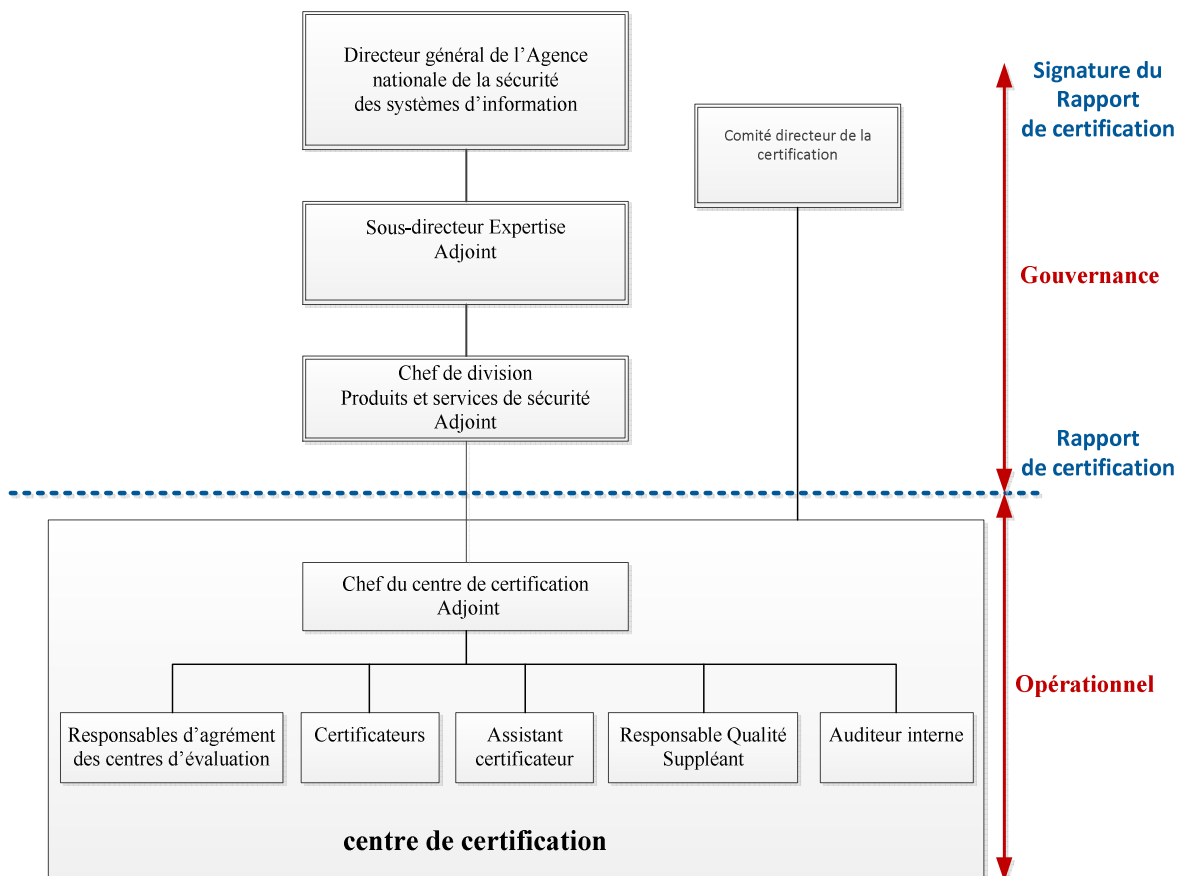 Directeur général de l’Agence
nationale de la sécurité
des systèmes d’information
Signature du
Rapport
de certification
Comité directeur de la
certification
Sous-directeur Expertise
Adjoint
Gouvernance
Chef de division
Produits et services de sécurité
Adjoint
Rapport
de certification
Chef du centre de certification
Adjoint
Opérationnel
Responsables d’agrément
des centres d’évaluation
Certificateurs
Assistant
certificateur
Responsable Qualité
Suppléant
Auditeur interne
centre de certification